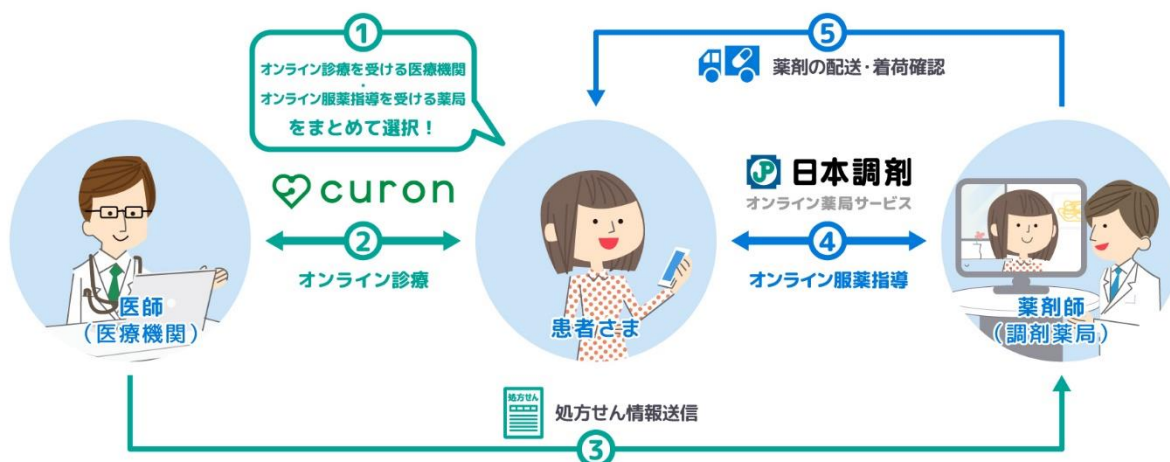 ①
オンライン診療を受ける医療機関
・
オンライン服薬指導を受ける薬局
をまとめて選択！
⑤
薬剤の配送・着荷確認
curon
②
オンライン診療
JP 日本調剤
オンライン薬局サービス
④
オンライン服薬指導
医師
（医療機関）
患者さま
薬剤師
（調剤薬局）
処方せん
処方せん情報送信
③